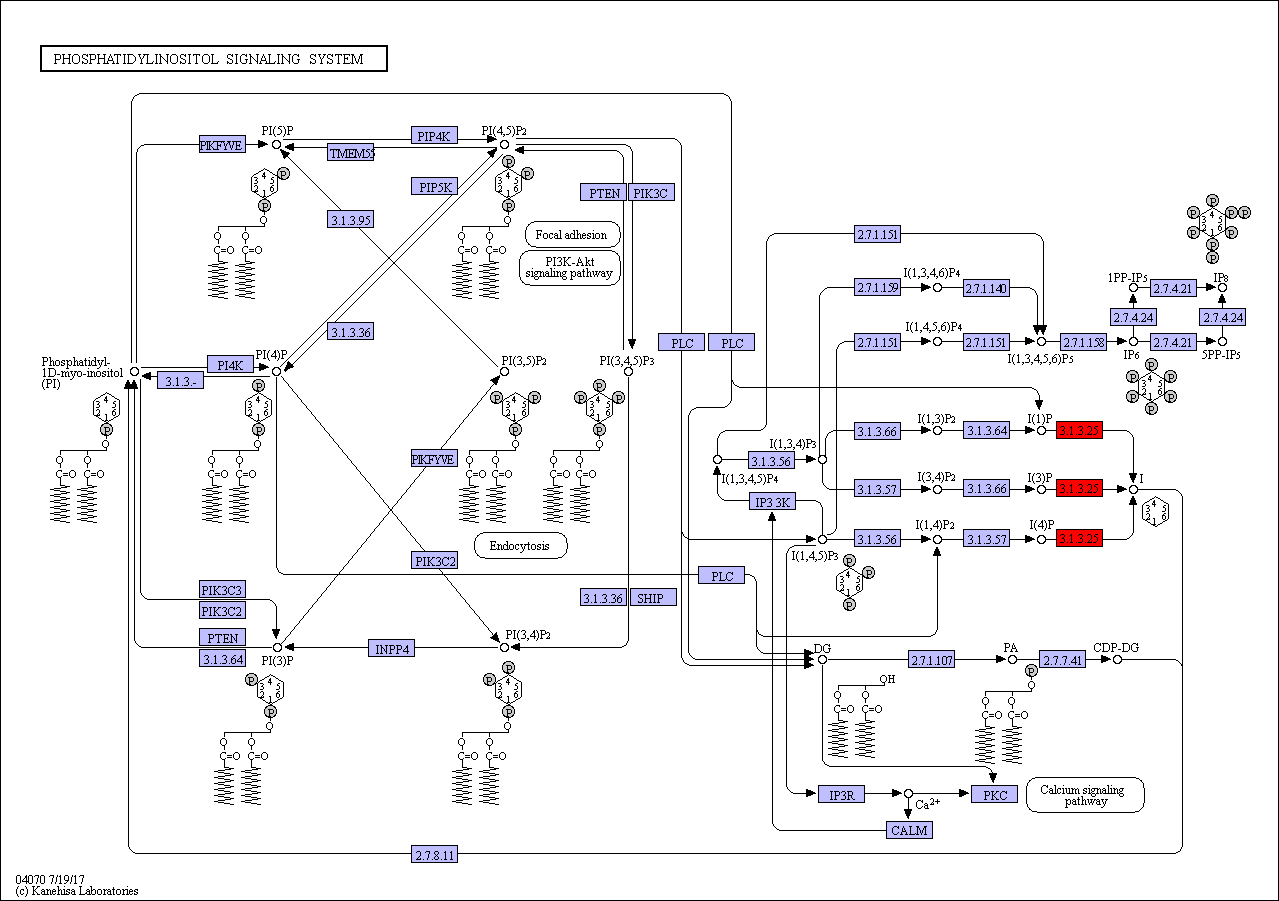 PHOSPHATIDYLINOSITOL SIGNALING SYSTEM
PI(5)P
PIP4K
PI(4,5)P2
PIKFYVE
TMEM55
PIP5K
PTEN
PIK3C
3.1.3.95
Focal adhesion
PI3K-Akt
signaling pathway
3.1.3.36
Phosphatidyl-
1D-myo-inositol
(PI)
PI4K
3.1.3.-
PI(4)P
PI(3,5)P2
PI(3,4,5)P3
PLC
PLC
PIKFYVE
Endocytosis
PIK3C2
PIK3C3
PIK3C2
PTEN
3.1.3.64
PI(3)P
INPP4
PI(3,4)P2
3.1.3.36
SHIP
PLC
2.7.1.151
I(1,3,4,6)P4
2.7.1.159
2.7.1.140
I(1,4,5,6)P4
2.7.1.151
2.7.1.151
I(1,3,4,5,6)P5
2.7.1.158
IP6
1PP-IP5
2.7.4.21
IP8
2.7.4.24
2.7.4.24
2.7.4.21
5PP-IP5
I(1,3,4)P3
3.1.3.56
I(1,3,4,5)P4
IP3 3K
I(1,4,5)P3
3.1.3.66
I(1,3)P2
3.1.3.64
I(1)P
3.1.3.25
3.1.3.57
I(3,4)P2
3.1.3.66
I(3)P
3.1.3.25
I
3.1.3.56
I(1,4)P2
3.1.3.57
I(4)P
3.1.3.25
DG
2.7.1.107
PA
2.7.7.41
CDP-DG
OH
IP3R
Ca2+
PKC
CALM
Calcium signaling
pathway
2.7.8.11
04070 7/19/17
(c) Kanehisa Laboratories